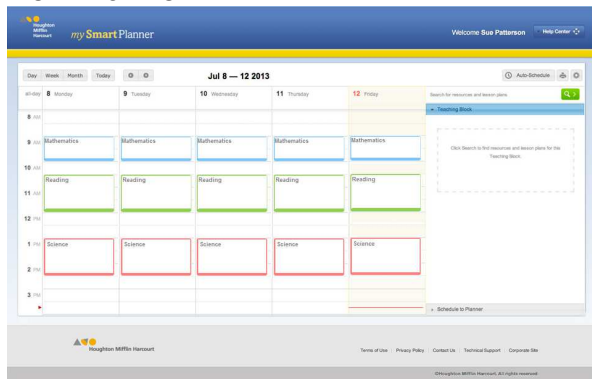 Houghton
Mifflin
Harcourt
my Smart Planner
Welcome Sue Patterson
Help Center
Day Week Month Today
Jul 8 — 12 2013
Auto-Schedule
all-day 8 Monday 9 Tuesday 10 Wednesday 11 Thursday 12 Friday
Search for resources and lesson plans.
Teaching Block
8 AM
9 AM Mathematics Mathematics Mathematics Mathematics Mathematics
Click Search to find resources and lesson plans for this
Teaching Block.
10 AM
Reading Reading Reading Reading Reading
11 AM
12 PM
1 PM Science Science Science Science Science
2 PM
3 PM
Schedule to Planner
Houghton Mifflin Harcourt
Terms of Use Privacy Policy Contact Us Technical Support Corporate Site
©Houghton Mifflin Harcourt. All rights reserved